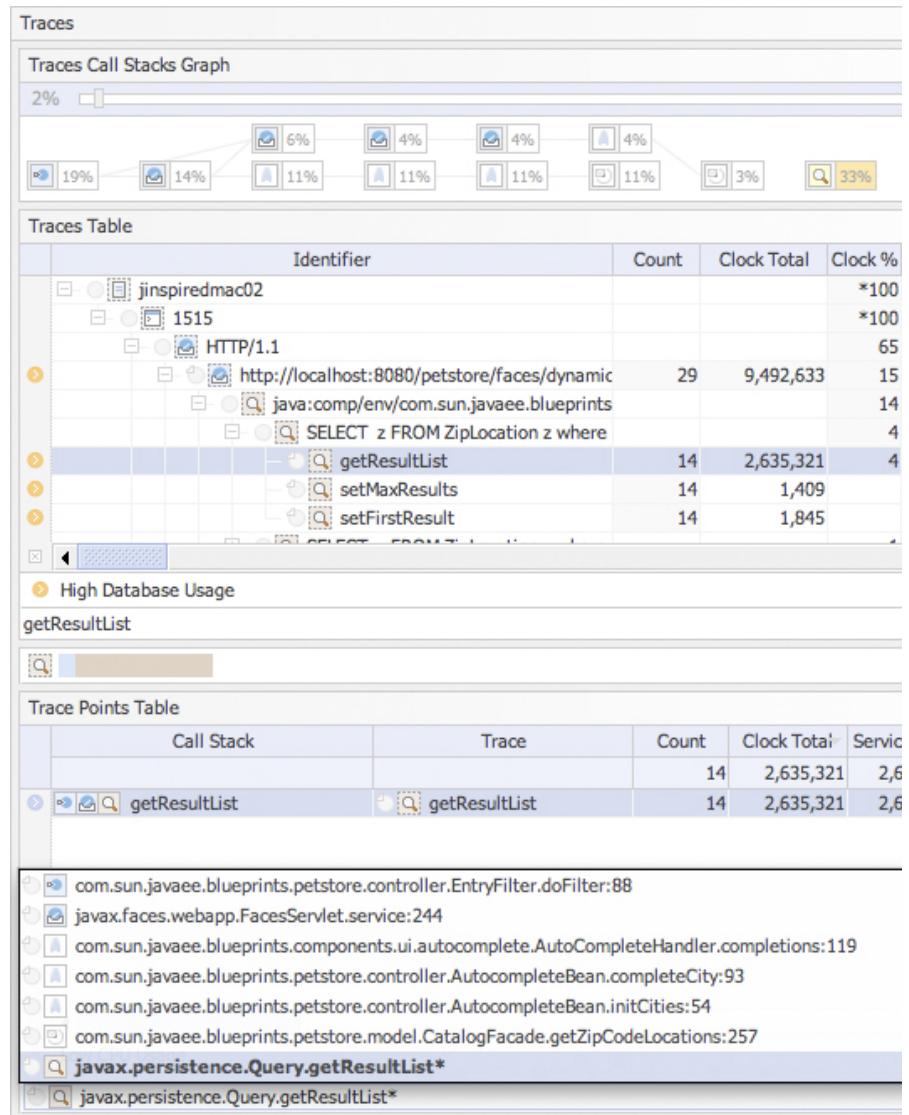 Traces
Traces Call Stacks Graph
2%
6% 4% 4% 4%
19% 14% 11% 11% 11% 11% 3% 33%
Traces Table
Identifier Count Clock Total Clock %
jinspiredmac02 *100
1515 *100
HTTP/1.1 65
http://localhost:8080/petstore/faces/dynamic 29 9,492,633 15
java:comp/env/com.sun.javaee.blueprints 14
SELECT z FROM ZipLocation z where 4
getResultList 14 2,635,321 4
setMaxResults 14 1,409
setFirstResult 14 1,845
High Database Usage
getResultList
Trace Points Table
Call Stack Trace Count Clock Total Servic
14 2,635,321 2,6
getResultList getResultList 14 2,635,321 2,6
com.sun.javaee.blueprints.petstore.controller.EntryFilter.doFilter:88
javax.faces.webapp.FacesServlet.service:244
com.sun.javaee.blueprints.components.ui.autocomplete.AutoCompleteHandler.completions:119
com.sun.javaee.blueprints.petstore.controller.AutocompleteBean.completeCity:93
com.sun.javaee.blueprints.petstore.controller.AutocompleteBean.initCities:54
com.sun.javaee.blueprints.petstore.model.CatalogFacade.getZipCodeLocations:257
javax.persistence.Query.getResultList*
javax.persistence.Query.getResultList*